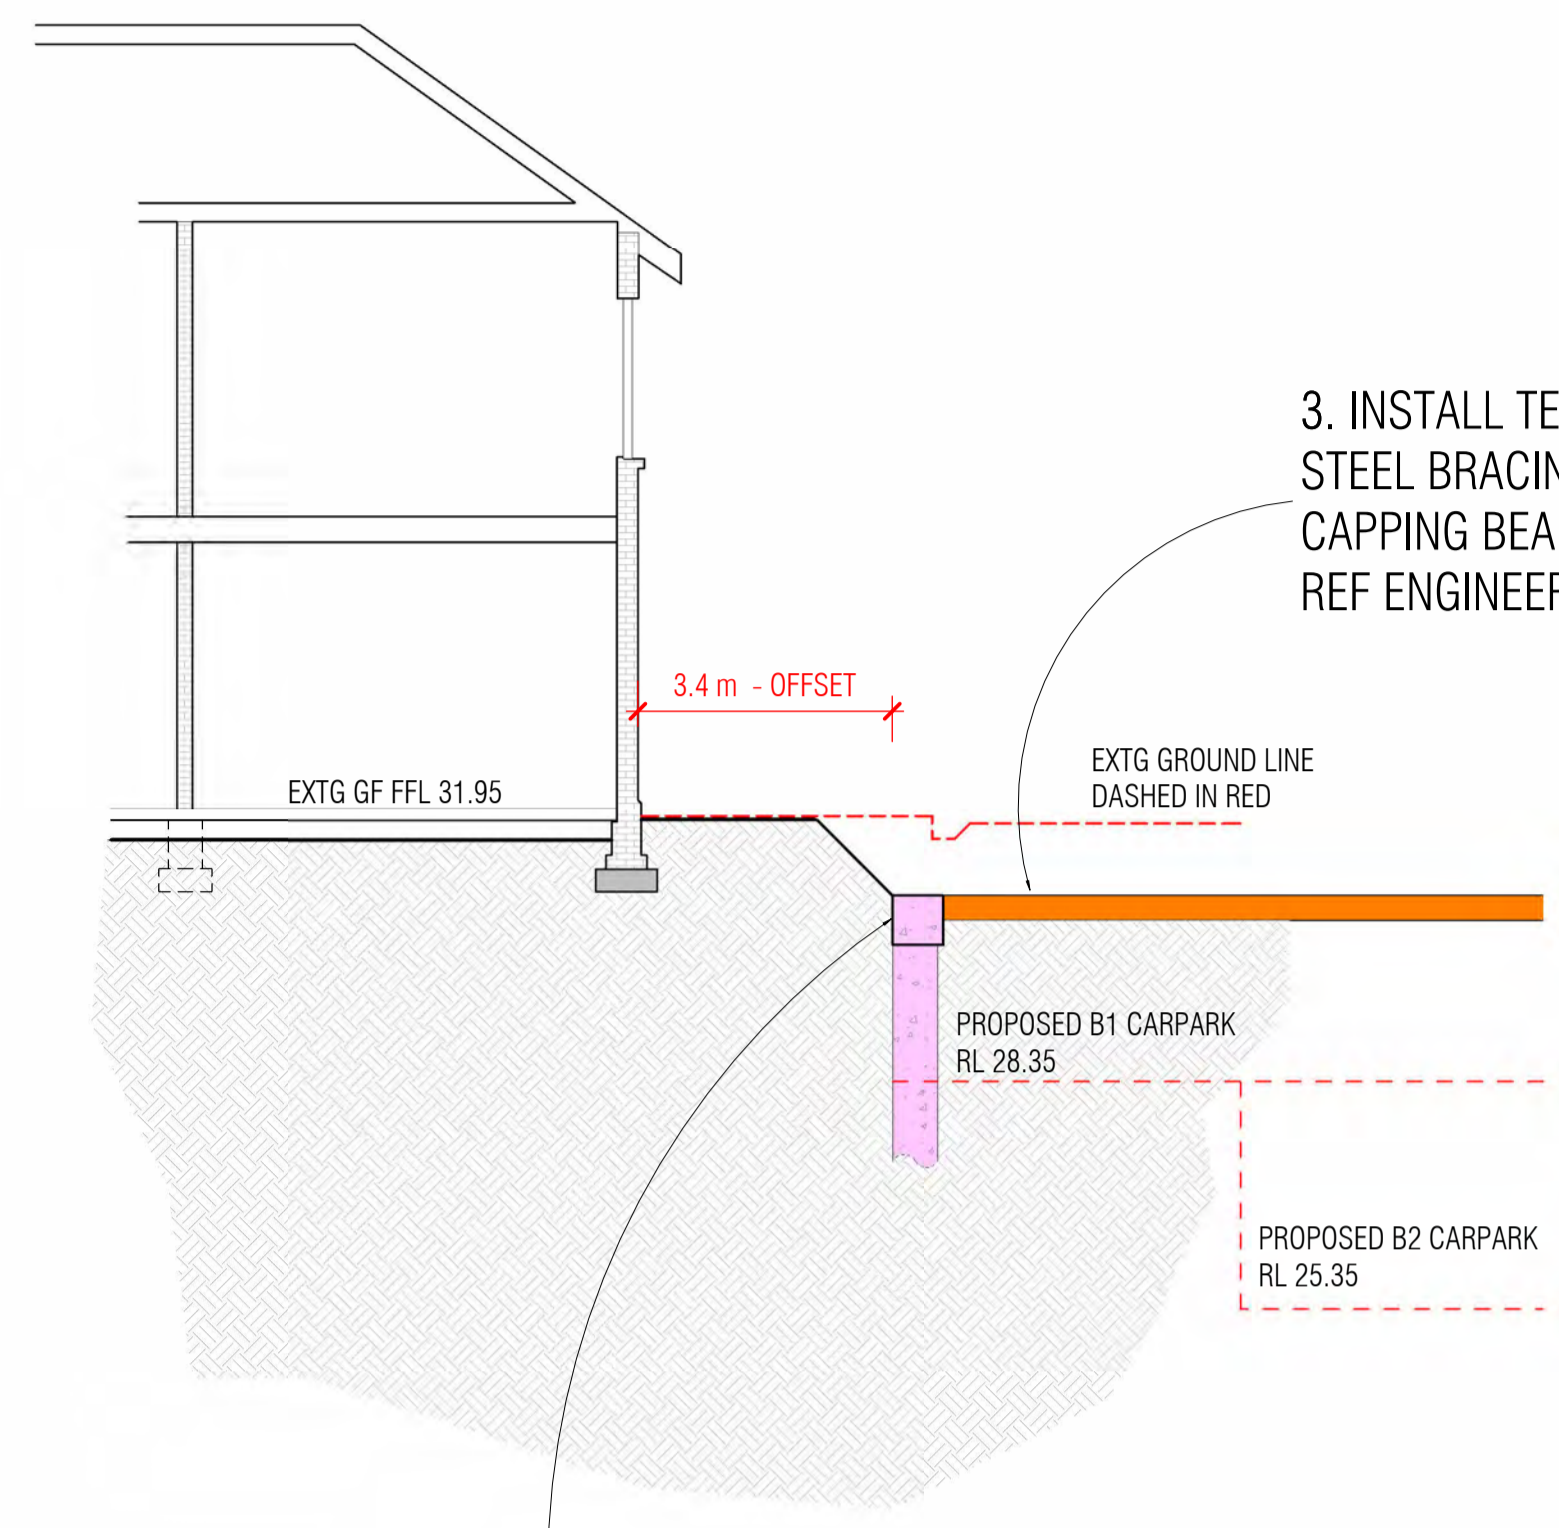 3. INSTALL TE
STEEL BRACIN
CAPPING BEA
REF ENGINEER
3.4 m - OFFSET
EXTG GROUND LINE
DASHED IN RED
EXTG GF FFL 31.95
PROPOSED B1 CARPARK
RL 28.35
PROPOSED B2 CARPARK
RL 25.35